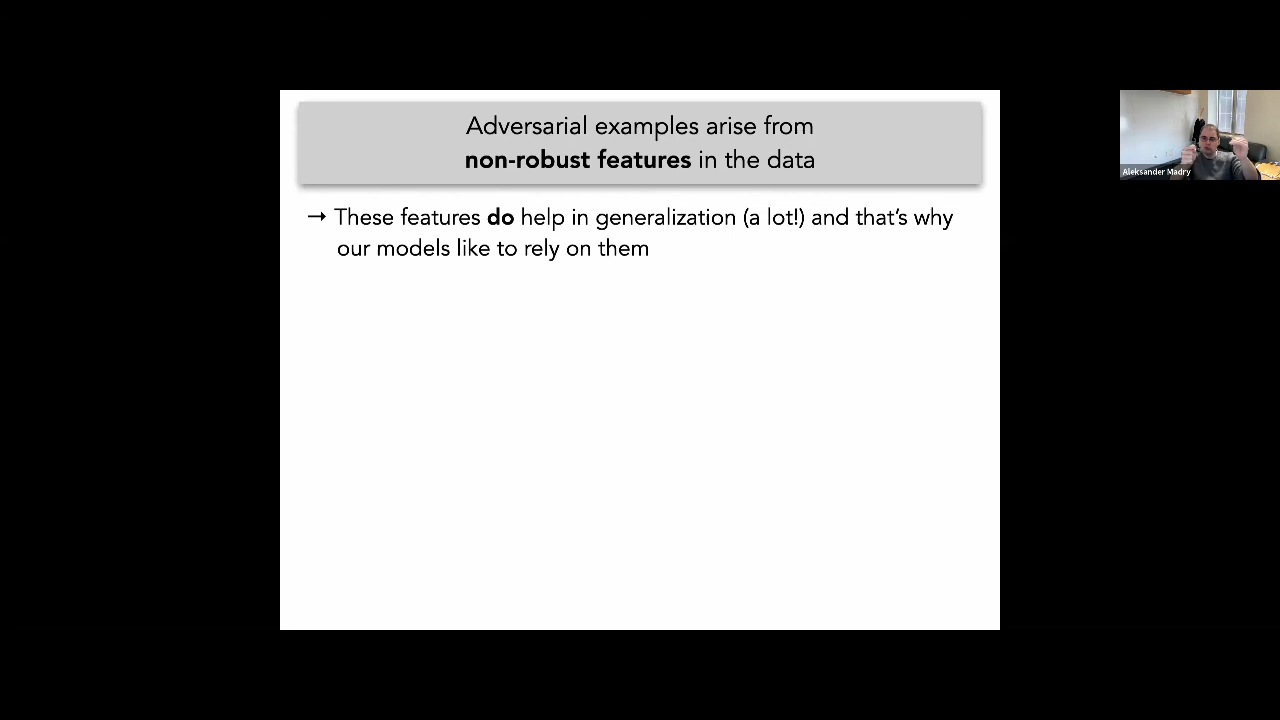 Adversarial examples arise from
non-robust features in the data
→ These features do help in generalization (a lot!) and that’s why
our models like to rely on them
Aleksander Madry